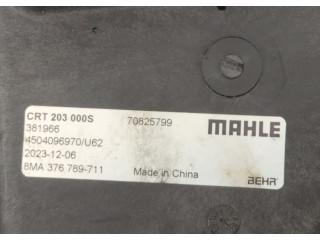 CRT 203 000S 70825799
381966
4504096970/U62
2023-12-06
8MA 376 789-711 Made in China
MAHLE
BEHR